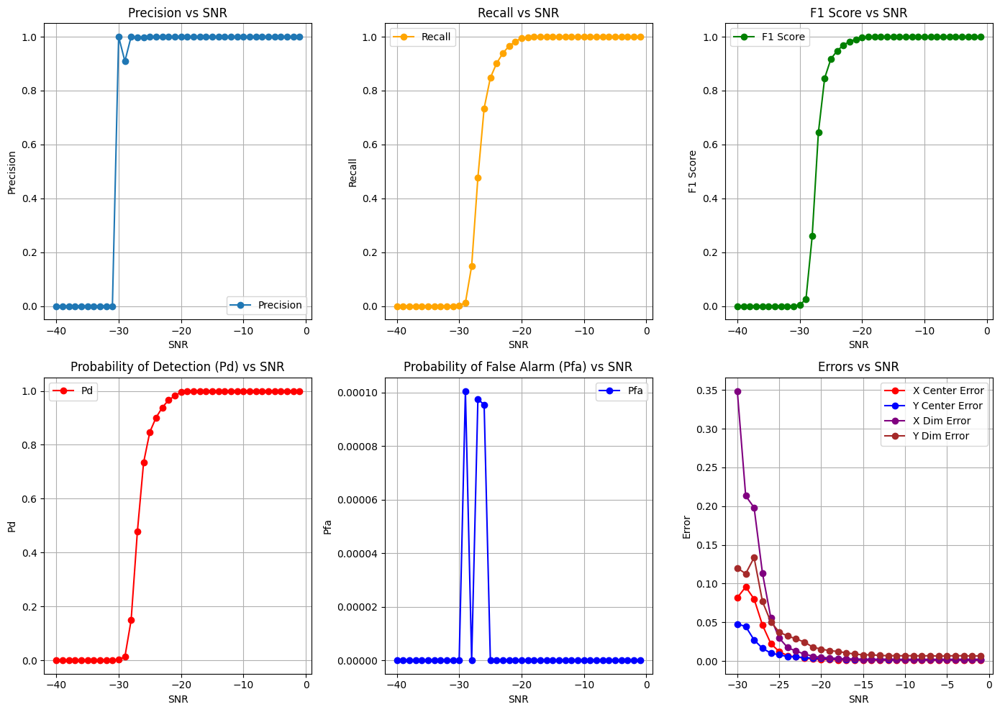 Precision vs SNR
1.0
0.8
0.6
0.4
0.2
0.0
Precision
Precision
−40 −30 −20 −10 0
SNR
Recall vs SNR
Recall
1.0
0.8
0.6
0.4
0.2
0.0
Recall
−40 −30 −20 −10 0
SNR
F1 Score vs SNR
F1 Score
1.0
0.8
0.6
0.4
0.2
0.0
F1 Score
−40 −30 −20 −10 0
SNR
Probability of Detection (Pd) vs SNR
Pd
1.0
0.8
0.6
0.4
0.2
0.0
Pd
−40 −30 −20 −10 0
SNR
Probability of False Alarm (Pfa) vs SNR
Pfa
0.00010
0.00008
0.00006
0.00004
0.00002
0.00000
Pfa
−40 −30 −20 −10 0
SNR
Errors vs SNR
X Center Error
Y Center Error
X Dim Error
Y Dim Error
0.35
0.30
0.25
0.20
0.15
0.10
0.05
0.00
Error
−30 −25 −20 −15 −10 −5 0
SNR